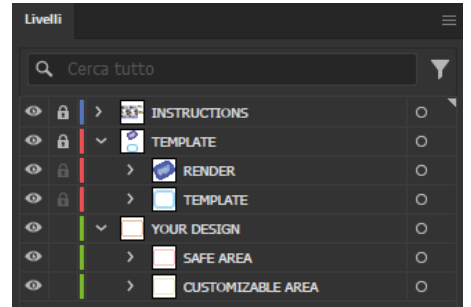 Livelli
Cerca tutto
INSTRUCTIONS
TEMPLATE
RENDER
TEMPLATE
YOUR DESIGN
SAFE AREA
CUSTOMIZABLE AREA